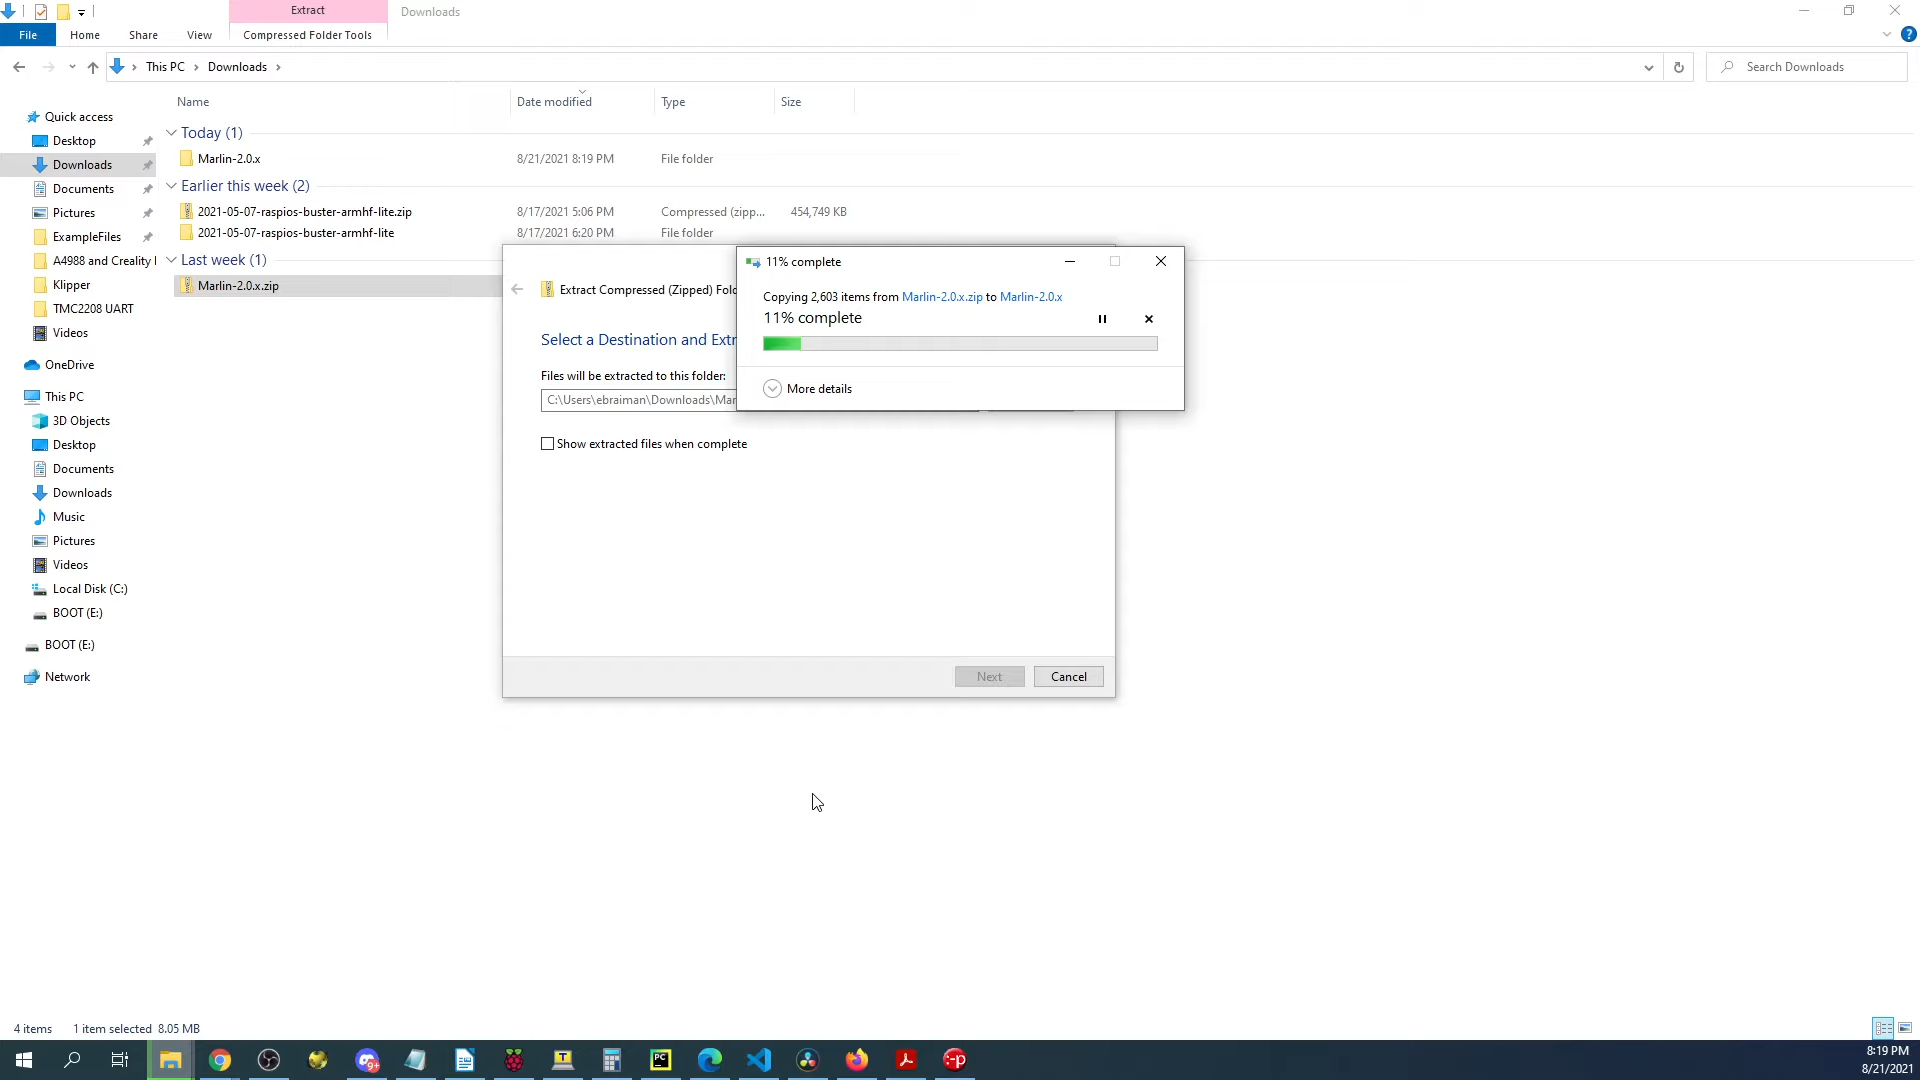 Extract
Downloads
File
Home
Share
View
Compressed Folder Tools
?
This PC
Downloads
Search Downloads
Name
Date modified
Type
Size
Quick access
Desktop
Downloads
Documents
Pictures
ExampleFiles
A4988 and Creality
Klipper
TMC2208 UART
Videos
OneDrive
This PC
3D Objects
Desktop
Documents
Downloads
Music
Pictures
Videos
Local Disk (C:)
BOOT (E:)
BOOT (E:)
Network
Today (1)
Marlin-2.0.x 8/21/2021 8:19 PM File folder
Earlier this week (2)
2021-05-07-raspios-buster-armhf-lite.zip 8/17/2021 5:06 PM Compressed (zipp... 454,749 KB
2021-05-07-raspios-buster-armhf-lite 8/17/2021 6:20 PM File folder
Last week (1)
Marlin-2.0.x.zip
Extract Compressed (Zipped)
Select a Destination and
Files will be extracted to this folder:
C:\Users\ebraiman\Downloads\Mar
Show extracted files when complete
Next
Cancel
11% complete
Copying 2,603 items from Marlin-2.0.x.zip to Marlin-2.0.x
11% complete
More details
4 items 1 item selected 8.05 MB
9+
T
PC
:-p
8:19 PM
8/21/2021